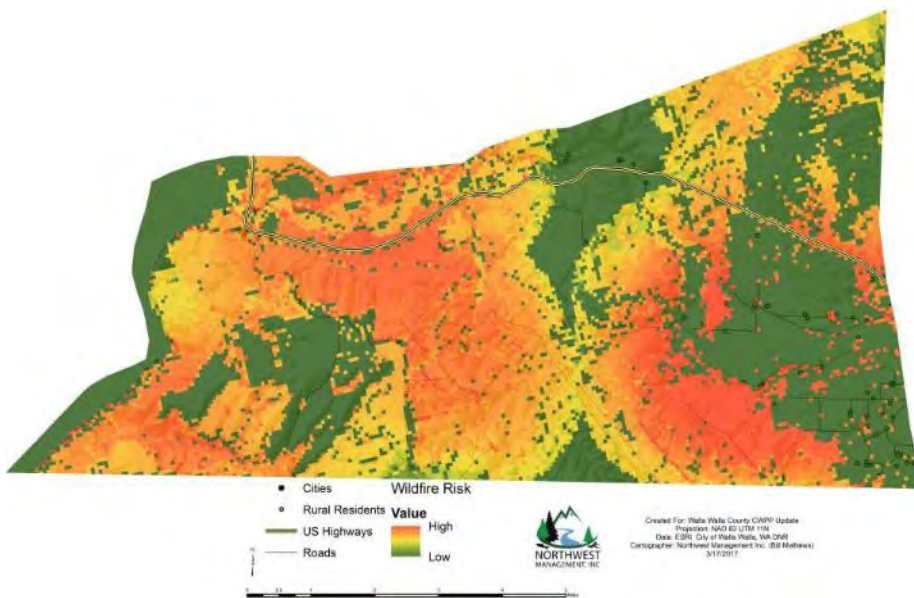 Cities
Rural Residents
US Highways
Roads
Wildfire Risk
Value
High
Low
NORTHWEST
MANAGEMENT, INC
Created For: Walla Walla County CWPP Update
Projection: NAD 83 UTM 11N
Data: ESRI, City of Walla Walla, WA DNR
Cartographer: Northwest Management Inc. (Bill Mathews)
3/17/2017
Miles